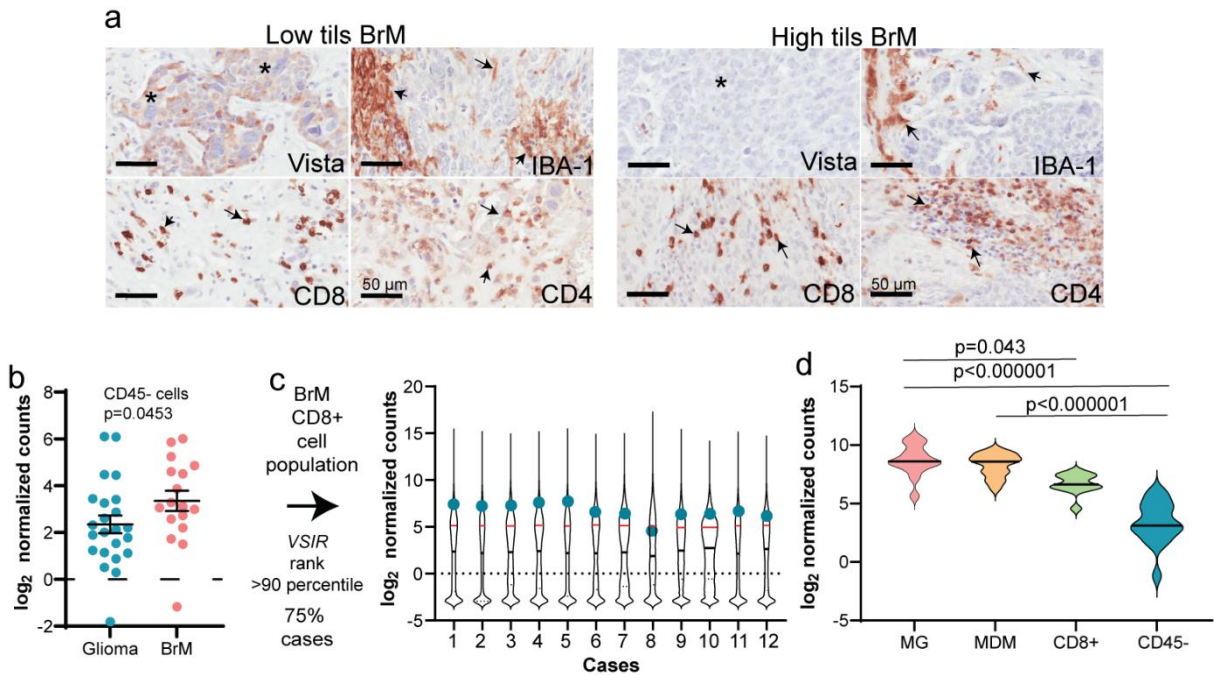 a
Low tils BrM
High tils BrM
* *
Vista
IBA-1
*
Vista
IBA-1
CD8
50 µm
CD4
CD8
50 µm
CD4
b
CD45- cells
p=0.0453
log2 normalized counts
8
6
4
2
0
-2
Glioma BrM
c
BrM
CD8+
cell
population
VSIR
rank
>90 percentile
75%
cases
log2 normalized counts
20
15
10
5
0
-5
1 2 3 4 5 6 7 8 9 10 11 12
Cases
d
p=0.043
p<0.000001
p<0.000001
log2 normalized counts
15
10
5
0
-5
MG MDM CD8+ CD45-